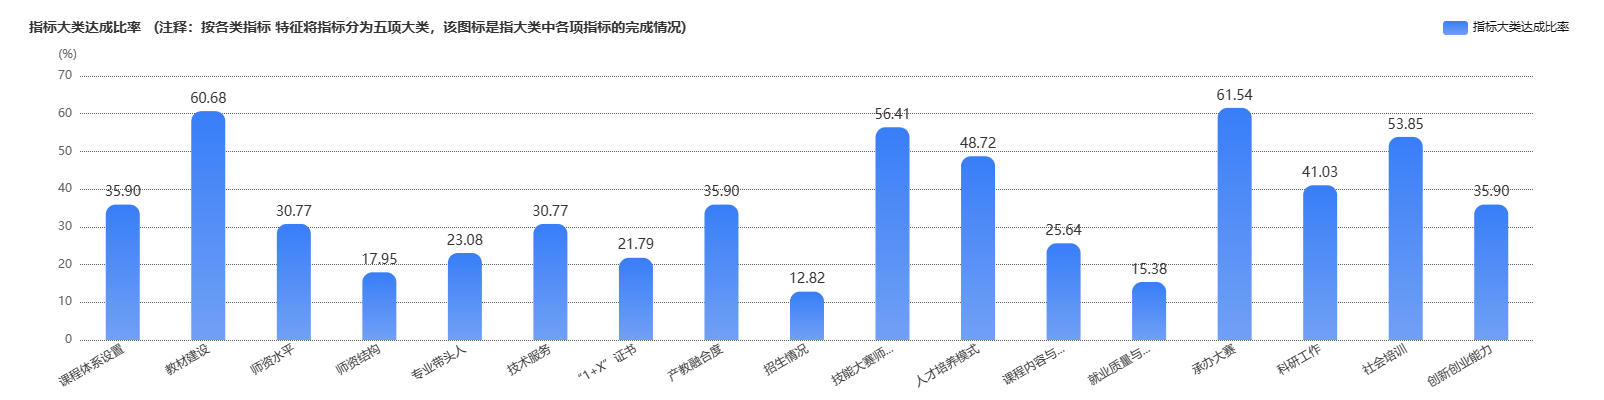 指标大类达成比率 （注释：按各类指标 特征将指标分为五项大类，该图标是指大类中各项指标的完成情况)
指标大类达成比率
(%)
70
60
50
40
30
20
10
0
35.90
60.68
30.77
17.95
23.08
30.77
21.79
35.90
12.82
56.41
48.72
25.64
15.38
61.54
41.03
53.85
35.90
课程体系设置
教材建设
师资水平
师资结构
专业带头人
技术服务
“1+X”证书
产教融合度
招生情况
技能大赛师...
人才培养模式
课程内容与...
就业质量与...
承办大赛
科研工作
社会培训
创新创业能力